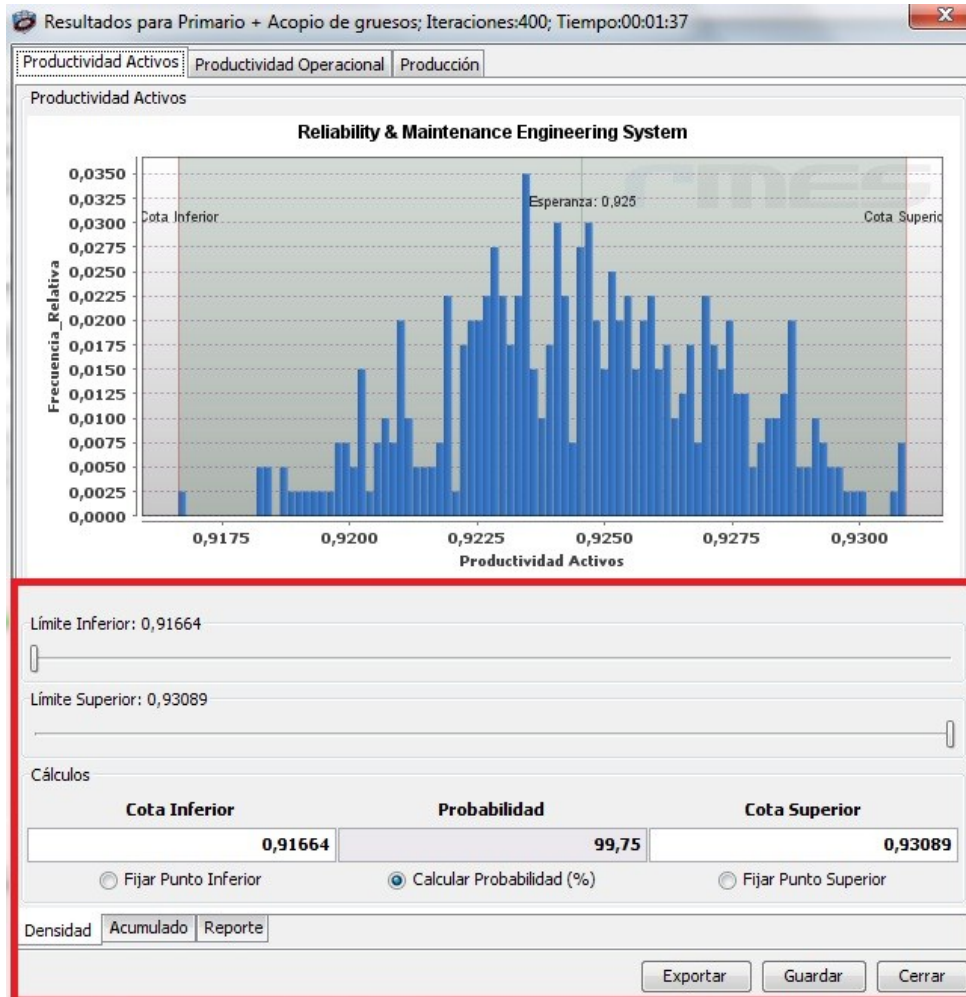 Resultados para Primario + Acopio de gruesos; Iteraciones:400; Tiempo:00:01:37
Productividad Activos Productividad Operacional Producción
Productividad Activos
Reliability & Maintenance Engineering System
rmes
0,0350
0,0325
Esperanza: 0,925
0,0300
Cota Inferior
Cota Superio
0,0275
0,0250
0,0225
0,0200
0,0175
0,0150
0,0125
0,0100
0,0075
0,0050
0,0025
0,0000
Frecuencia_Relativa
0,9175 0,9200 0,9225 0,9250 0,9275 0,9300
Productividad Activos
Límite Inferior: 0,91664
Límite Superior: 0,93089
Cálculos
Cota Inferior Probabilidad Cota Superior
0,91664 99,75 0,93089
Fijar Punto Inferior Calcular Probabilidad (%) Fijar Punto Superior
Densidad Acumulado Reporte
Exportar Guardar Cerrar